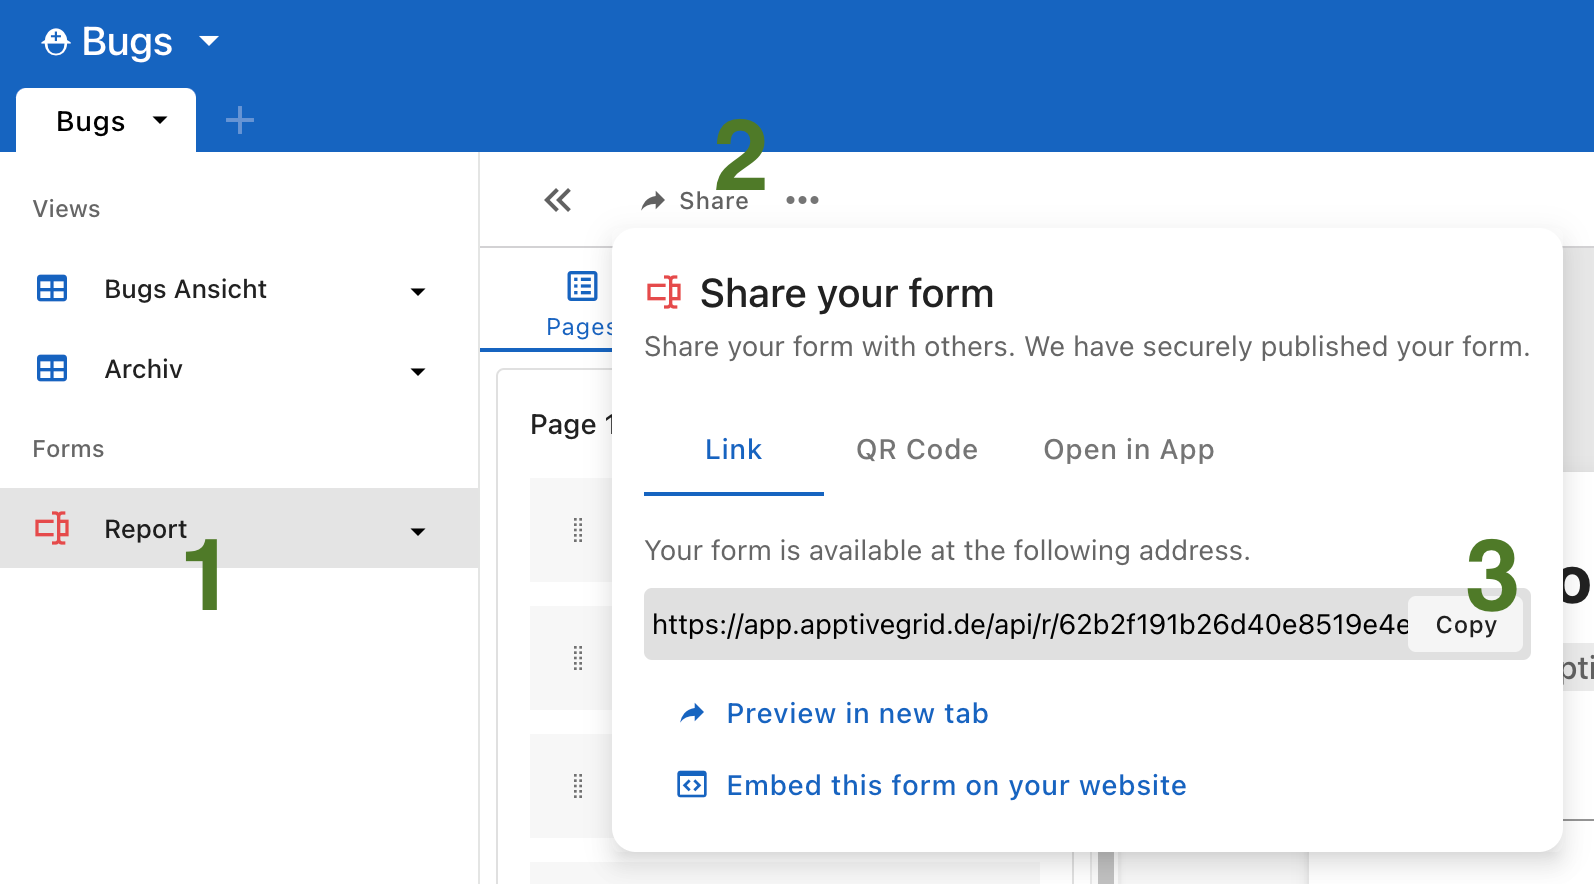 Bugs
Bugs
2
Views
Share
Bugs Ansicht
Share your form
Pages
Share your form with others. We have securely published your form.
Archiv
Page 1
Forms
Link QR Code Open in App
Report
1
Your form is available at the following address.
3
https://app.apptivegrid.de/api/r/62b2f191b26d40e8519e4e
Copy
Preview in new tab
Embed this form on your website